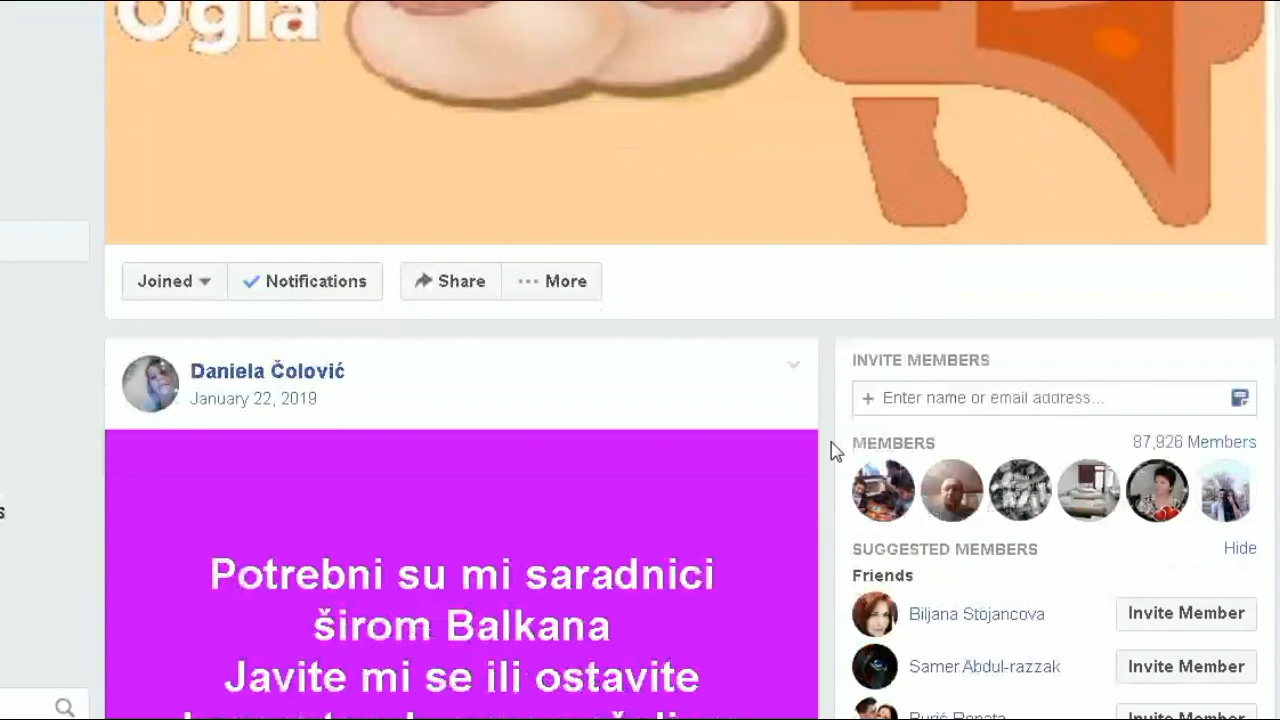 Ogla
Joined
Notifications
Share
More
Daniela Čolović
January 22, 2019
Potrebni su mi saradnici
širom Balkana
Javite mi se ili ostavite
INVITE MEMBERS
+ Enter name or email address...
MEMBERS
87,926 Members
SUGGESTED MEMBERS
Hide
Friends
Biljana Stojancova
Invite Member
Samer Abdul-razzak
Invite Member
Invite Member
s